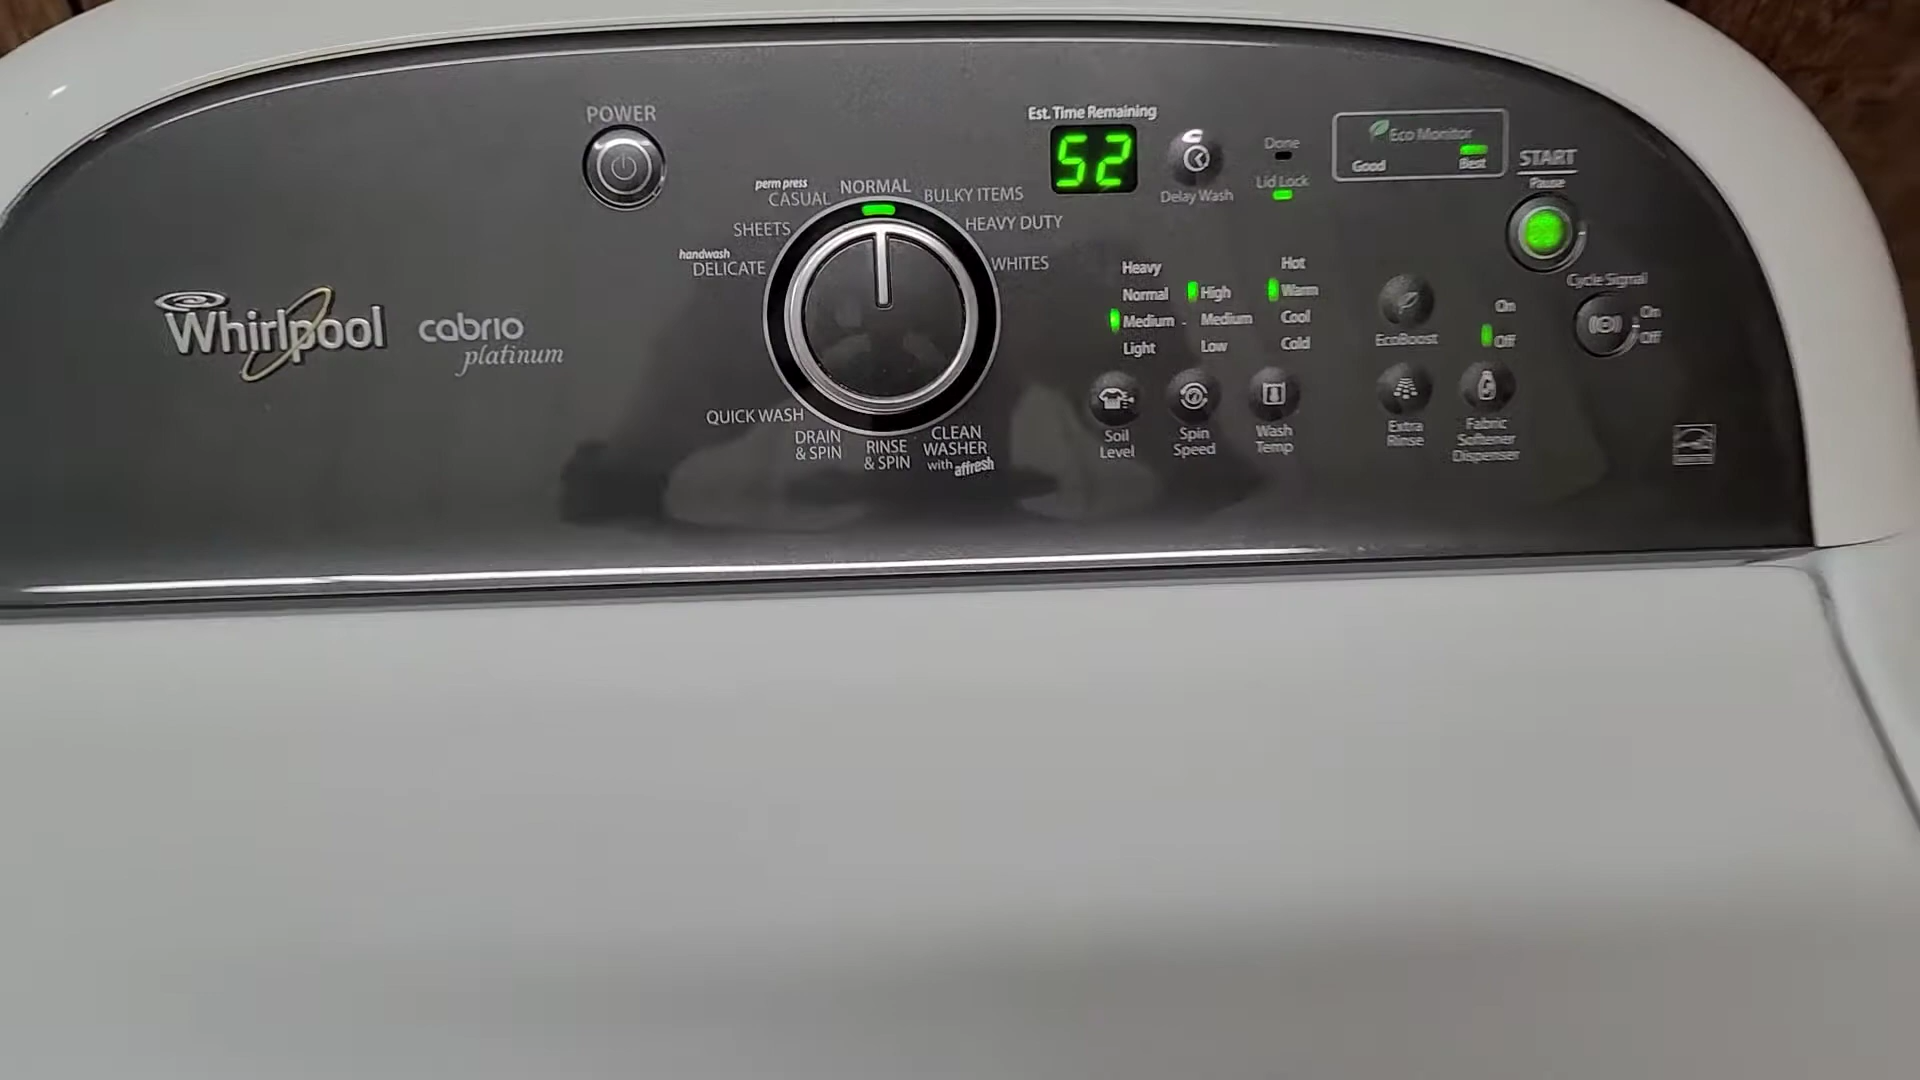 POWER
Est. Time Remaining
52
Delay Wash
Done
Lid Lock
Eco Monitor
Good Best
START
Pause
perm press
CASUAL
NORMAL
BULKY ITEMS
SHEETS
HEAVY DUTY
handwash
DELICATE
WHITES
Whirlpool
cabrio
platinum
QUICK WASH
DRAIN
& SPIN
RINSE
& SPIN
CLEAN
WASHER
with affresh
Heavy
Normal
Medium
Light
Soil
Level
High
Medium
Low
Spin
Speed
Hot
Warm
Cool
Cold
Wash
Temp
EcoBoost
Extra
Rinse
On
Off
Fabric
Softener
Dispenser
Cycle Signal
On
Off